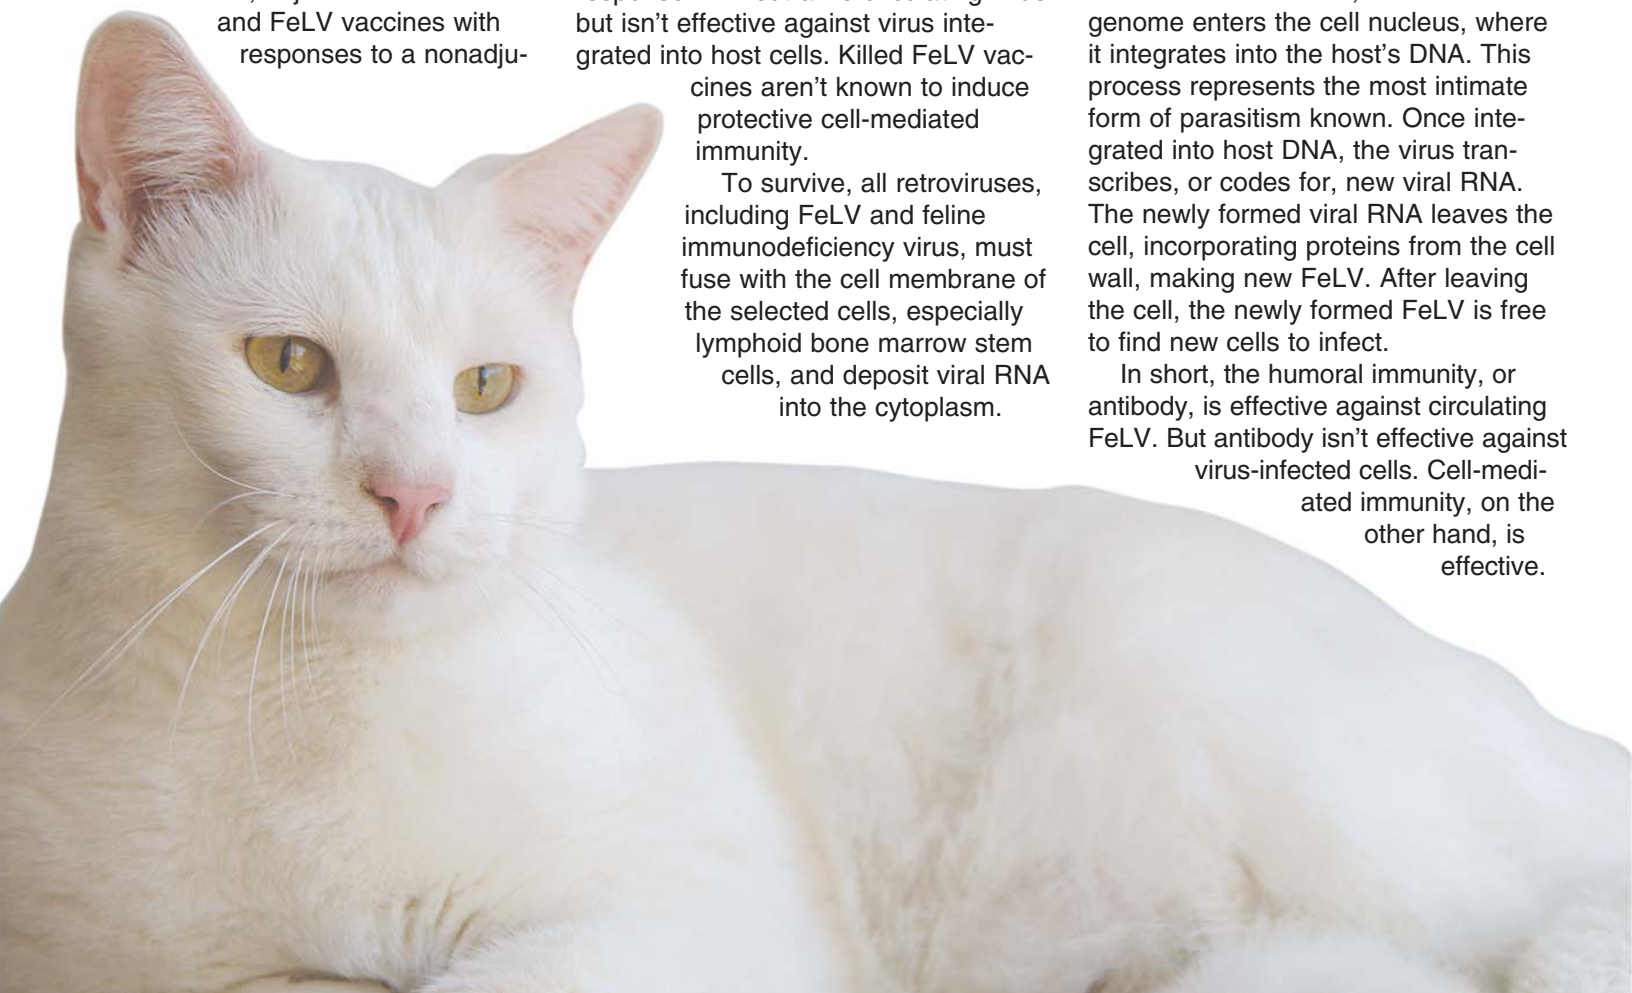 and FeLV vaccines with
responses to a nonadju-
but isn't effective against virus inte-
grated into host cells. Killed FeLV vac-
cines aren't known to induce
protective cell-mediated
immunity.
To survive, all retroviruses,
including FeLV and feline
immunodeficiency virus, must
fuse with the cell membrane of
the selected cells, especially
lymphoid bone marrow stem
cells, and deposit viral RNA
into the cytoplasm.
genome enters the cell nucleus, where
it integrates into the host's DNA. This
process represents the most intimate
form of parasitism known. Once inte-
grated into host DNA, the virus tran-
scribes, or codes for, new viral RNA.
The newly formed viral RNA leaves the
cell, incorporating proteins from the cell
wall, making new FeLV. After leaving
the cell, the newly formed FeLV is free
to find new cells to infect.
In short, the humoral immunity, or
antibody, is effective against circulating
FeLV. But antibody isn't effective against
virus-infected cells. Cell-medi-
ated immunity, on the
other hand, is
effective.